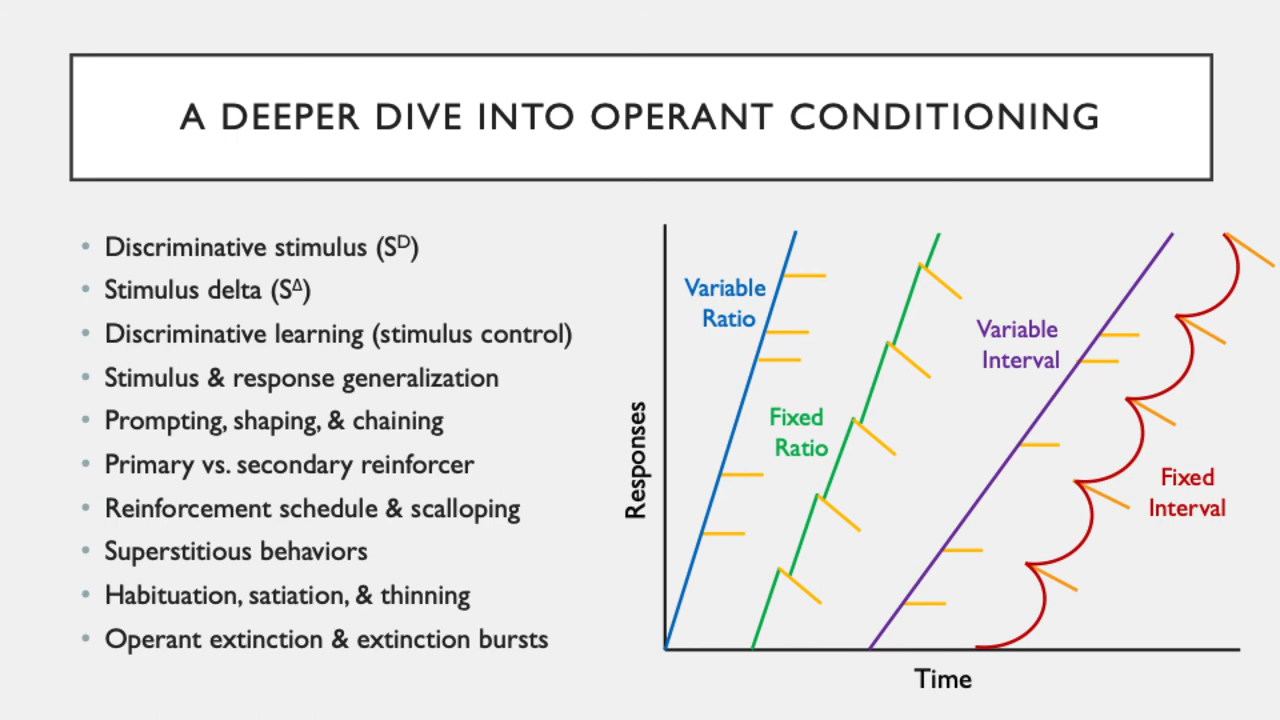 A DEEPER DIVE INTO OPERANT CONDITIONING
• Discriminative stimulus (Sᴰ)
• Stimulus delta (Sᐞ)
• Discriminative learning (stimulus control)
• Stimulus & response generalization
• Prompting, shaping, & chaining
• Primary vs. secondary reinforcer
• Reinforcement schedule & scalloping
• Superstitious behaviors
• Habituation, satiation, & thinning
• Operant extinction & extinction bursts
Responses
Variable
Ratio
Fixed
Ratio
Variable
Interval
Fixed
Interval
Time